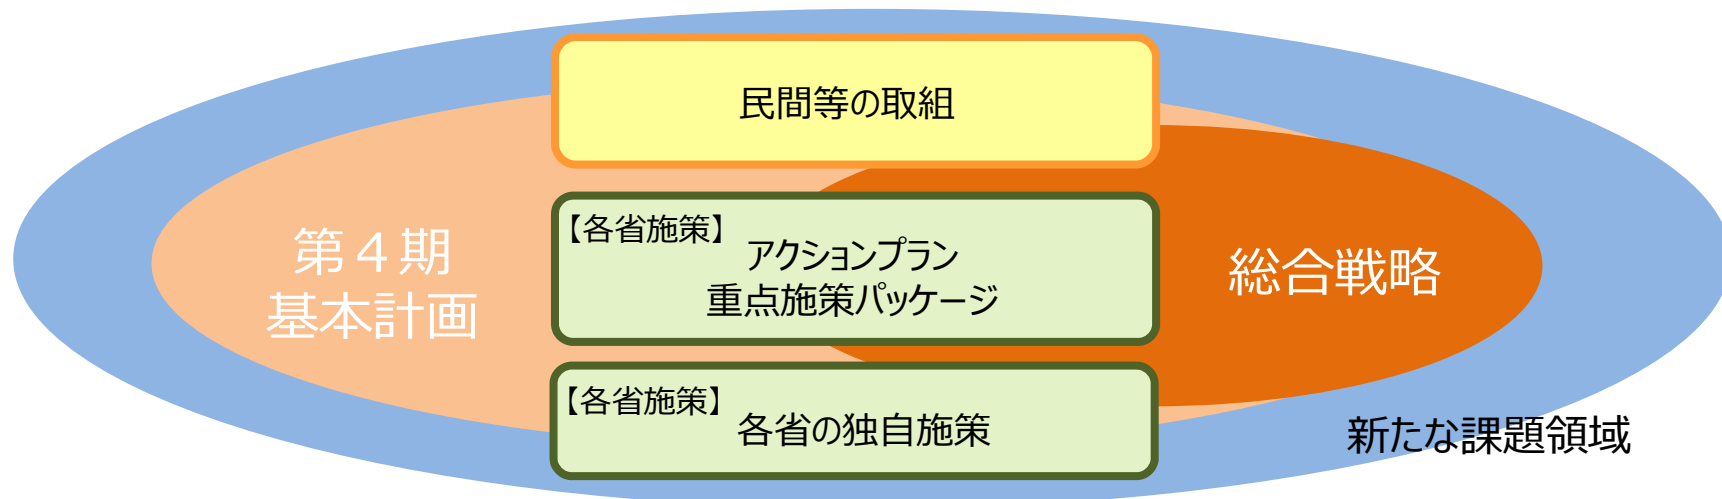 民間等の取組
【各省施策】
アクションプラン
重点施策パッケージ
第４期
基本計画
総合戦略
【各省施策】
各省の独自施策
新たな課題領域